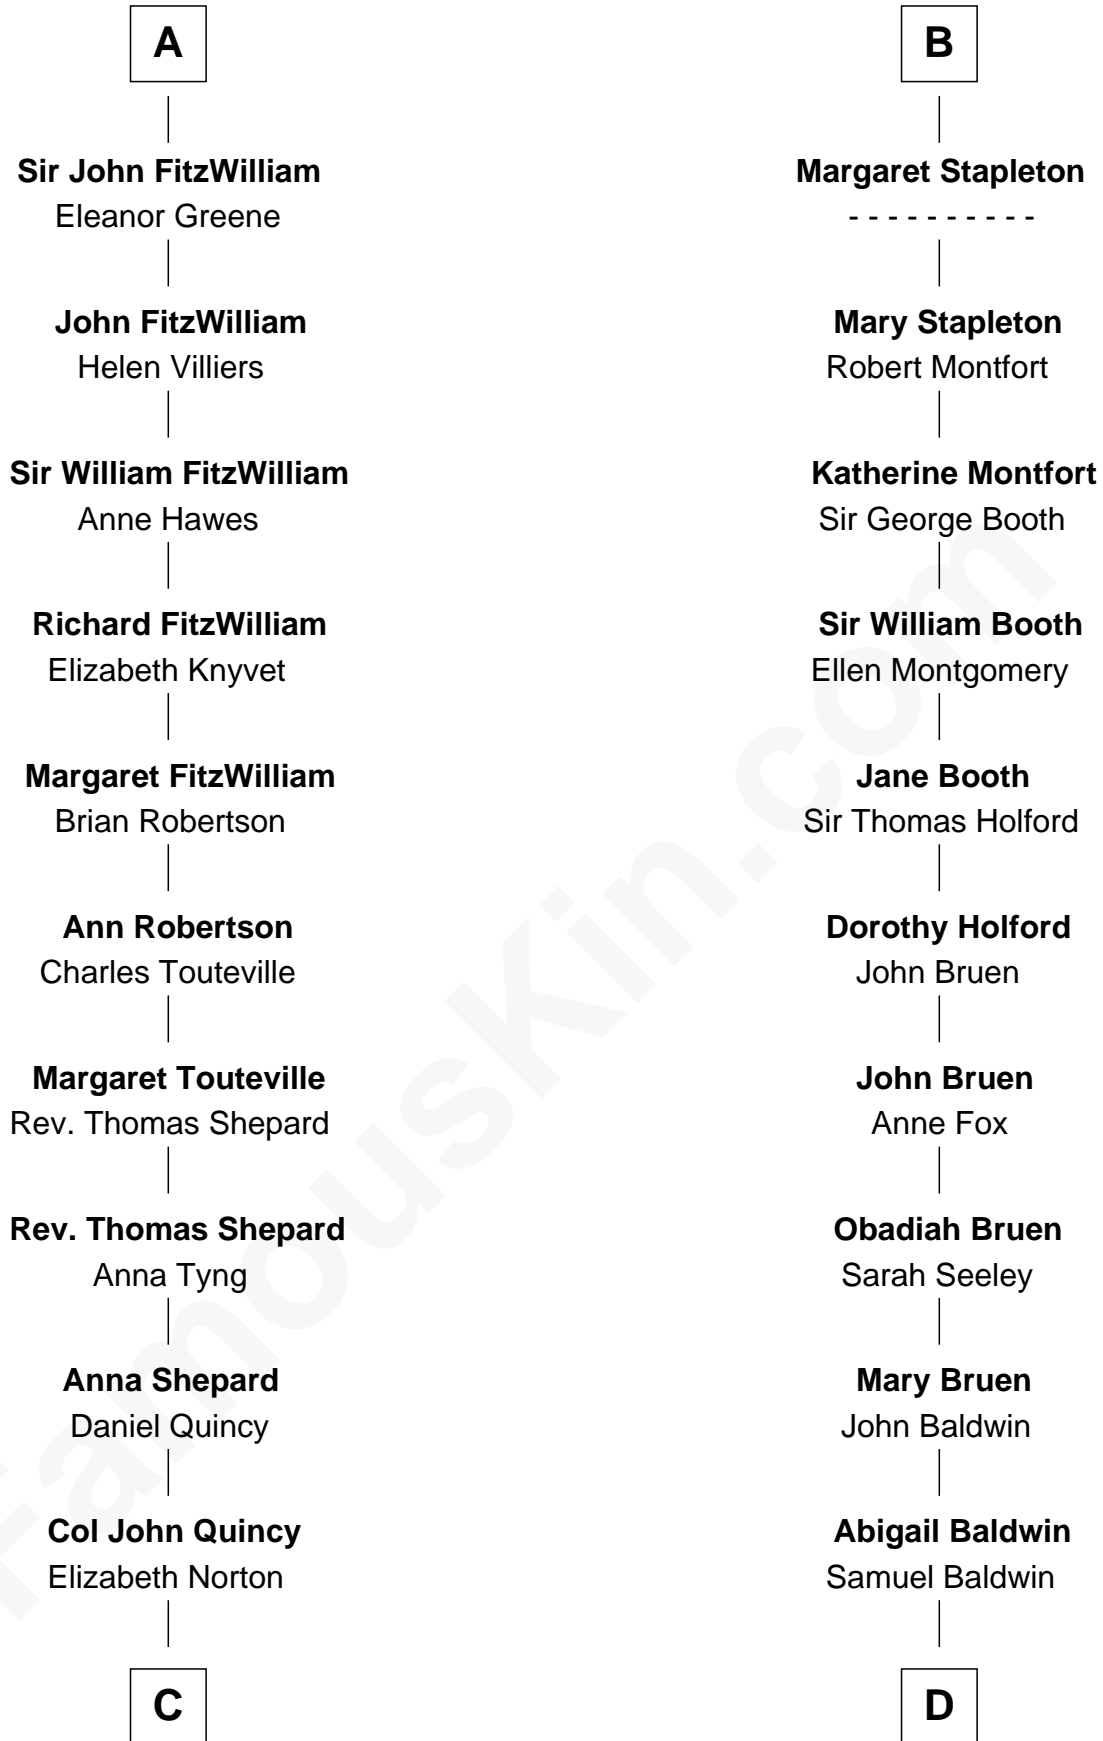 A
Sir John FitzWilliam
Eleanor Greene
John FitzWilliam
Helen Villiers
Sir William FitzWilliam
Anne Hawes
Richard FitzWilliam
Elizabeth Knyvet
Margaret FitzWilliam
Brian Robertson
Ann Robertson
Charles Touteville
Margaret Touteville
Rev. Thomas Shepard
Rev. Thomas Shepard
Anna Tyng
Anna Shepard
Daniel Quincy
Col John Quincy
Elizabeth Norton
C
B
Margaret Stapleton
- - - - - - - - - -
Mary Stapleton
Robert Montfort
Katherine Montfort
Sir George Booth
Sir William Booth
Ellen Montgomery
Jane Booth
Sir Thomas Holford
Dorothy Holford
John Bruen
John Bruen
Anne Fox
Obadiah Bruen
Sarah Seeley
Mary Bruen
John Baldwin
Abigail Baldwin
Samuel Baldwin
D
FamousKin.com